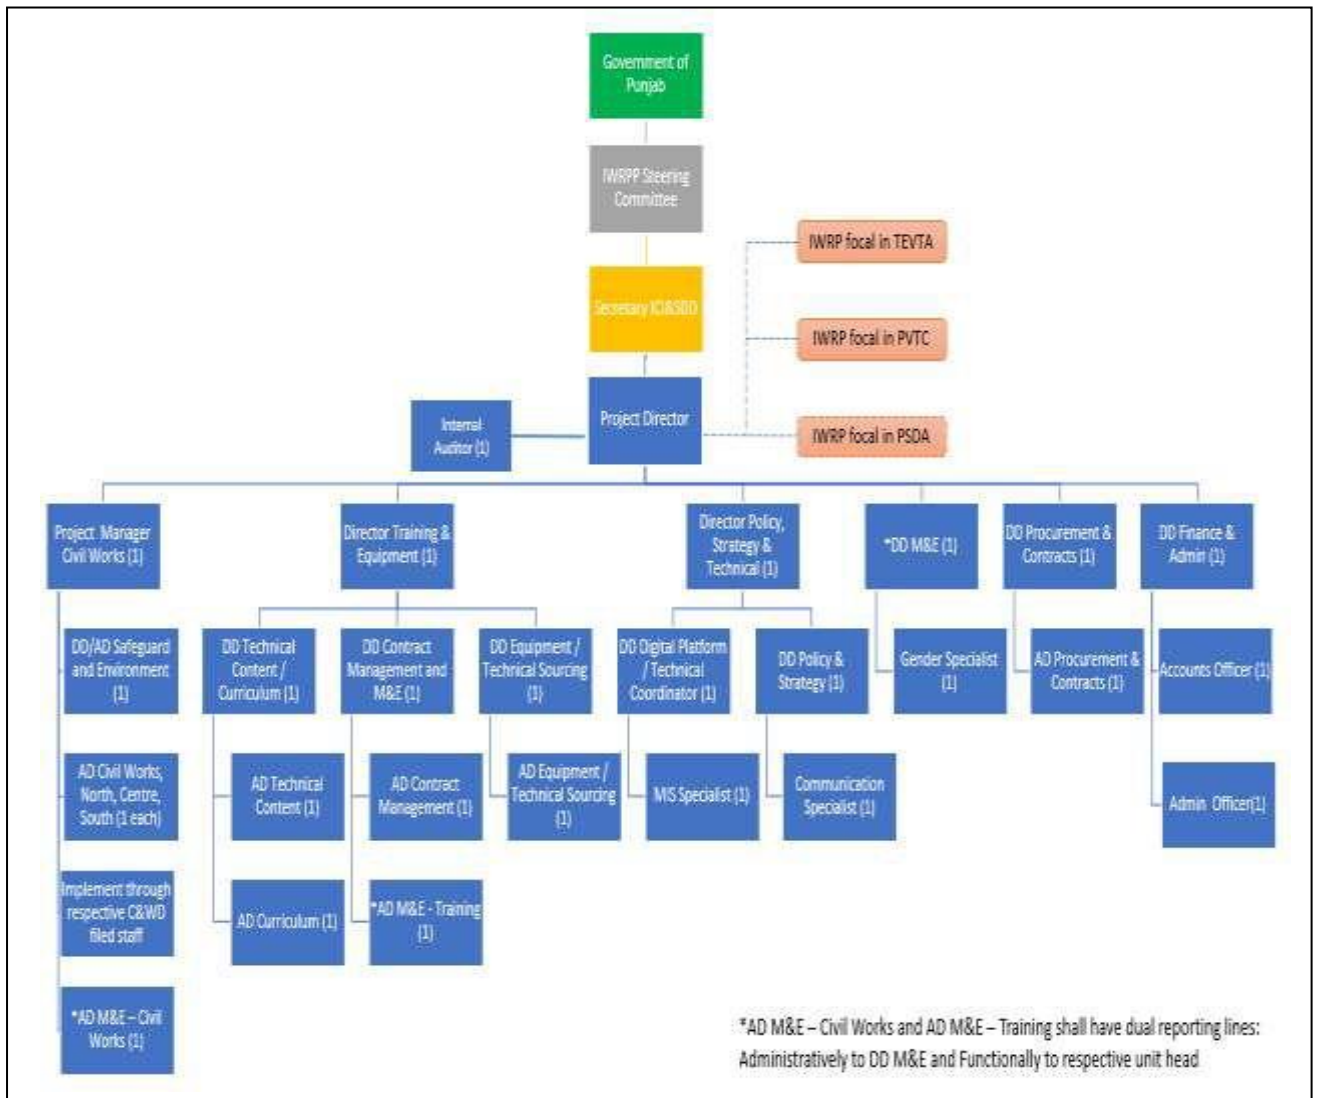 Government of
Punjab
IWRPP Steering
Committee
Secretary ICI&SDD
Project Director
Internal
Auditor (1)
IWRP focal in TEVTA
IWRP focal in PVTC
IWRP focal in PSDA
Project Manager
Civil Works (1)
Director Training &
Equipment (1)
Director Policy,
Strategy &
Technical (1)
*DD M&E (1)
DD Procurement &
Contracts (1)
DD Finance &
Admin (1)
DD/AD Safeguard
and Environment
(1)
DD Technical
Content /
Curriculum (1)
DD Contract
Management and
M&E (1)
DD Equipment /
Technical Sourcing
(1)
DD Digital Platform
/ Technical
Coordinator (1)
DD Policy &
Strategy (1)
Gender Specialist
(1)
AD Procurement &
Contracts (1)
Accounts Officer (1)
AD Civil Works,
North, Centre,
South (1 each)
AD Technical
Content (1)
AD Contract
Management (1)
AD Equipment /
Technical Sourcing
(1)
MIS Specialist (1)
Communication
Specialist (1)
Admin Officer(1)
Implement through
respective C&WD
filed staff
AD Curriculum (1)
*AD M&E - Training
(1)
*AD M&E – Civil
Works (1)
*AD M&E – Civil Works and AD M&E – Training shall have dual reporting lines:
Administratively to DD M&E and Functionally to respective unit head